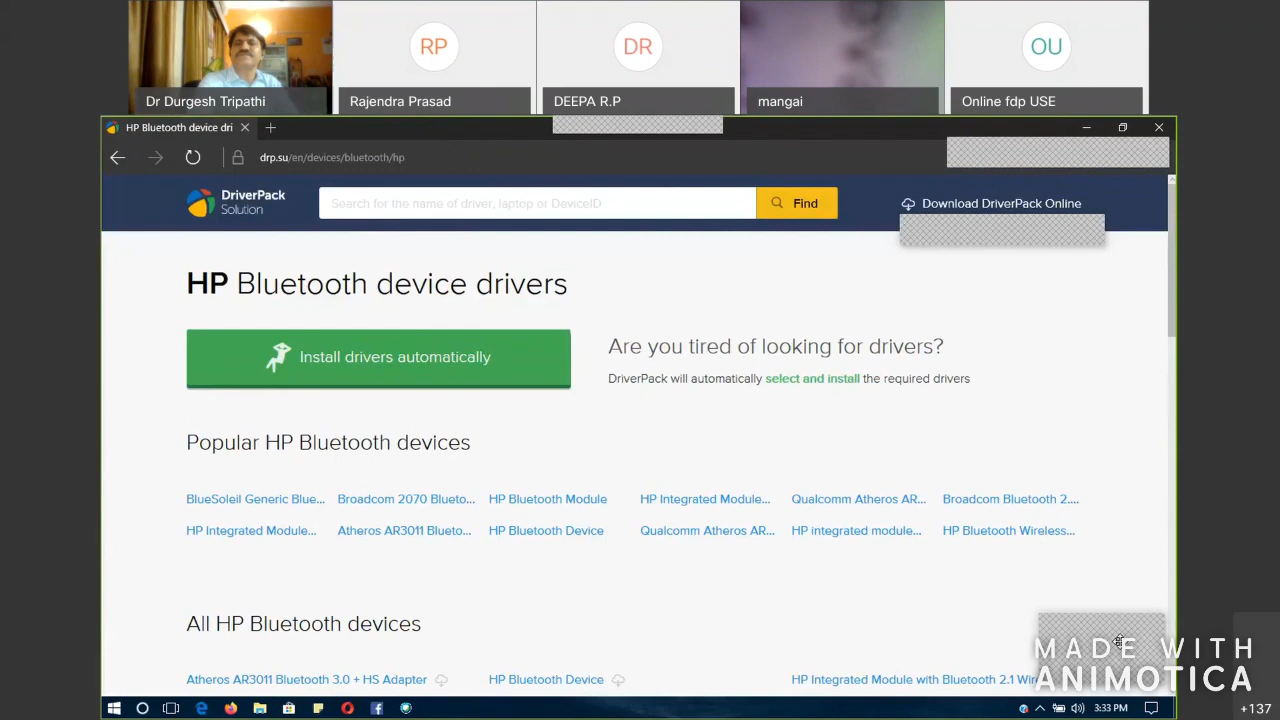 RP
DR
OU
Dr Durgesh Tripathi
Rajendra Prasad
DEEPA R.P
mangai
Online fdp USE
HP Bluetooth device dri
drp.su/en/devices/bluetooth/hp
DriverPack
Solution
Search for the name of driver, laptop or DeviceID
Find
Download DriverPack Online
HP Bluetooth device drivers
Install drivers automatically
Are you tired of looking for drivers?
DriverPack will automatically select and install the required drivers
Popular HP Bluetooth devices
BlueSoleil Generic Blue... Broadcom 2070 Blueto... HP Bluetooth Module HP Integrated Module... Qualcomm Atheros AR... Broadcom Bluetooth 2....
HP Integrated Module... Atheros AR3011 Blueto... HP Bluetooth Device Qualcomm Atheros AR... HP integrated module... HP Bluetooth Wireless...
All HP Bluetooth devices
Atheros AR3011 Bluetooth 3.0 + HS Adapter HP Bluetooth Device HP Integrated Module with Bluetooth 2.1
MADE WITH
ANIMOTICA
3:33 PM
+137